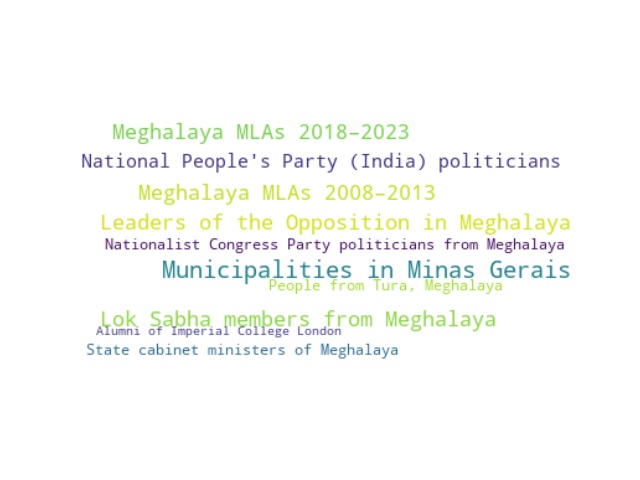 Meghalaya MLAs 2018–2023
National People's Party (India) politicians
Meghalaya MLAs 2008–2013
Leaders of the Opposition in Meghalaya
Nationalist Congress Party politicians from Meghalaya
Municipalities in Minas Gerais
People from Tura, Meghalaya
Lok Sabha members from Meghalaya
Alumni of Imperial College London
State cabinet ministers of Meghalaya